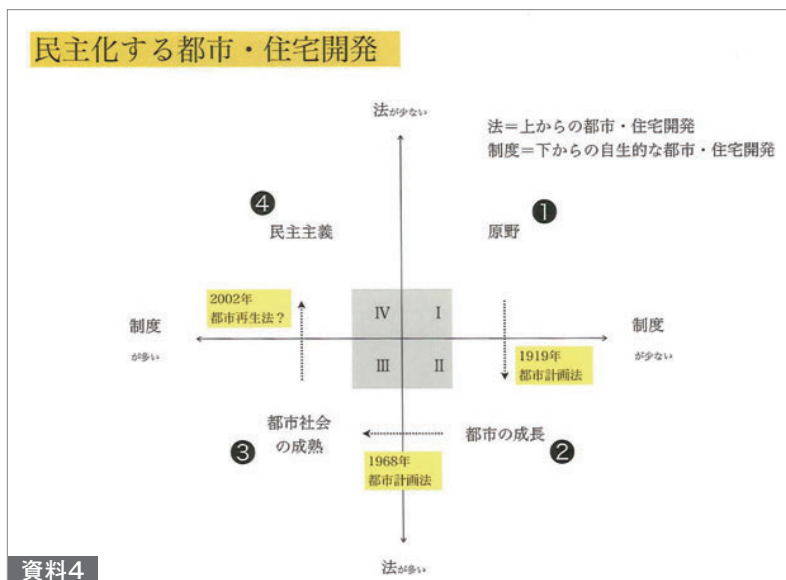 民主化する都市・住宅開発
法が少ない
法=上からの都市・住宅開発
制度=下からの自生的な都市・住宅開発
❹
民主主義
❶
原野
2002年
都市再生法?
Ⅳ
Ⅰ
制度
が多い
制度
が少ない
Ⅲ
Ⅱ
1919年
都市計画法
都市社会
の成熟
❸
都市の成長
❷
1968年
都市計画法
法が多い
資料4